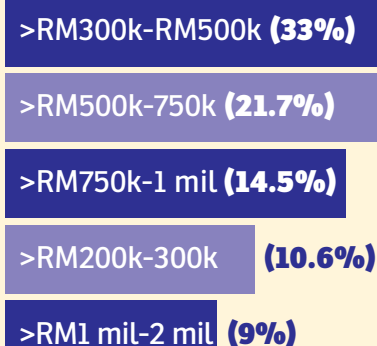 >RM300k-RM500k (33%)
>RM500k-750k (21.7%)
>RM750k-1 mil (14.5%)
>RM200k-300k (10.6%)
>RM1 mil-2 mil (9%)